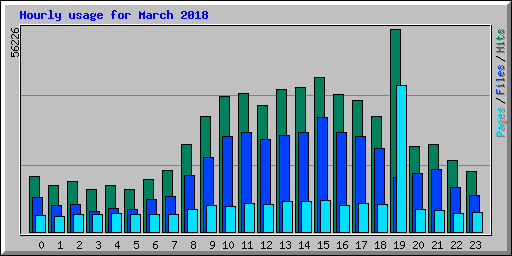 Hourly usage for March 2018
56226
Pages/Files/Hits
0 1 2 3 4 5 6 7 8 9 10 11 12 13 14 15 16 17 18 19 20 21 22 23